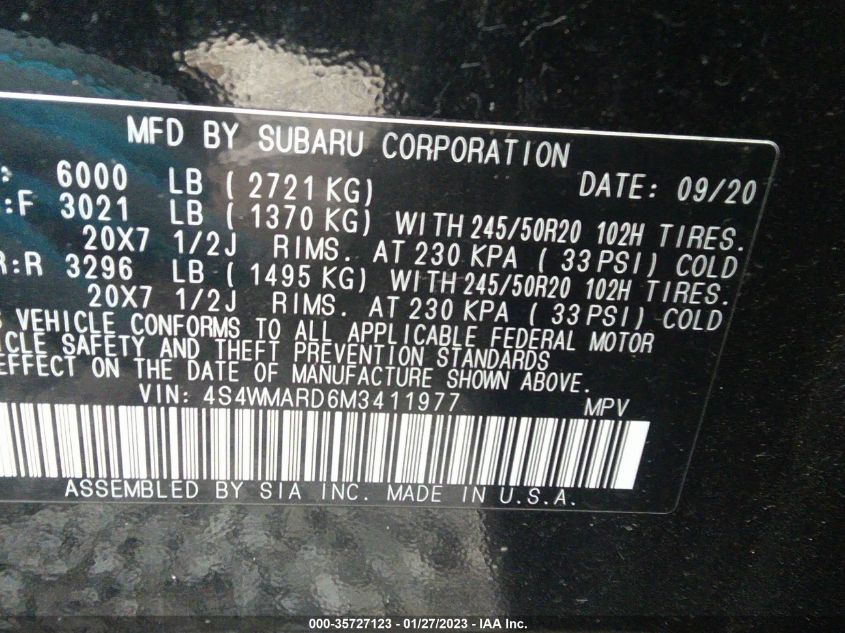 MFD BY SUBARU CORPORATION
6000 LB ( 2721 KG) DATE: 09/20
:F 3021 LB ( 1370 KG) WITH 245/50R20 102H TIRES.
20X7 1/2J RIMS. AT 230 KPA ( 33 PSI) COLD
R:R 3296 LB ( 1495 KG) WITH 245/50R20 102H TIRES.
20X7 1/2J RIMS. AT 230 KPA ( 33 PSI) COLD
VEHICLE CONFORMS TO ALL APPLICABLE FEDERAL MOTOR
ICLE SAFETY AND THEFT PREVENTION STANDARDS
EFFECT ON THE DATE OF MANUFACTURE SHOWN ABOVE.
VIN: 4S4WMARD6M3411977 MPV
ASSEMBLED BY SIA INC. MADE IN U.S.A.
000-35727123 — 01/27/2023 — IAA Inc.